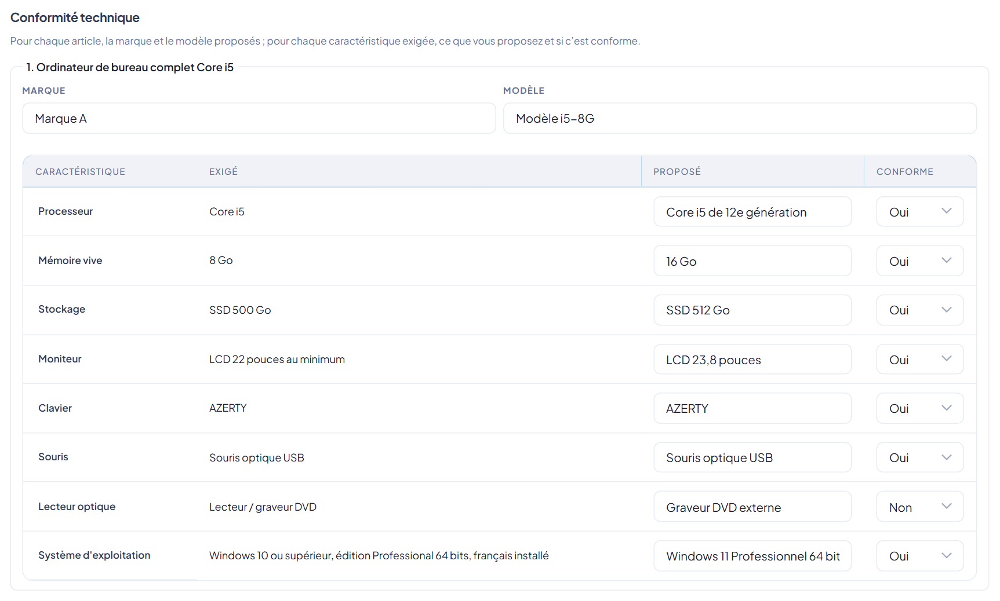 Conformité technique
Pour chaque article, la marque et le modèle proposés ; pour chaque caractéristique exigée, ce que vous proposez et si c’est conforme.
1. Ordinateur de bureau complet Core i5
MARQUE MODÈLE
Marque A Modèle i5-8G
CARACTÉRISTIQUE EXIGÉ PROPOSÉ CONFORME
Processeur Core i5 Core i5 de 12e génération Oui
Mémoire vive 8 Go 16 Go Oui
Stockage SSD 500 Go SSD 512 Go Oui
Moniteur LCD 22 pouces au minimum LCD 23,8 pouces Oui
Clavier AZERTY AZERTY Oui
Souris Souris optique USB Souris optique USB Oui
Lecteur optique Lecteur / graveur DVD Graveur DVD externe Non
Système d'exploitation Windows 10 ou supérieur, édition Professional 64 bits, français installé Windows 11 Professionnel 64 bit Oui